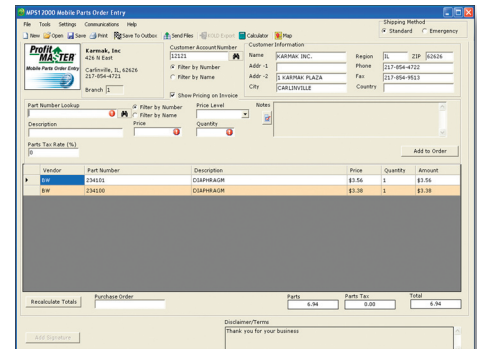 MPS12000 Mobile Parts Order Entry
File Tools Settings Communications Help
Shipping Method
Standard Emergency
New Open Save Print Save To Outbox Send Files HOLD Export Calculator Map
Profit MASTER
Mobile Parts Order Entry
Karmak, Inc
426 N East
Carlinville, IL, 62626
217-854-4721
Branch 1
Customer Account Number
12121
Filter by Number
Filter by Name
Show Pricing on Invoice
Customer Information
Name KARMAK INC. Region IL ZIP 62626
Addr -1 Phone 217-854-4722
Addr -2 1 KARMAK PLAZA Fax 217-854-9513
City CARLINVILLE Country
Part Number Lookup Filter by Number Price Level Notes
Filter by Name
Description Price Quantity
Parts Tax Rate (%)
0
Add to Order
Vendor Part Number Description Price Quantity Amount
BW 234101 DIAPHRAGM $3.56 1 $3.56
BW 234100 DIAPHRAGM $3.38 1 $3.38
Recalculate Totals Purchase Order Parts Parts Tax Total
6.94 0.00 6.94
Disclaimer/Terms
Add Signature Thank you for your business